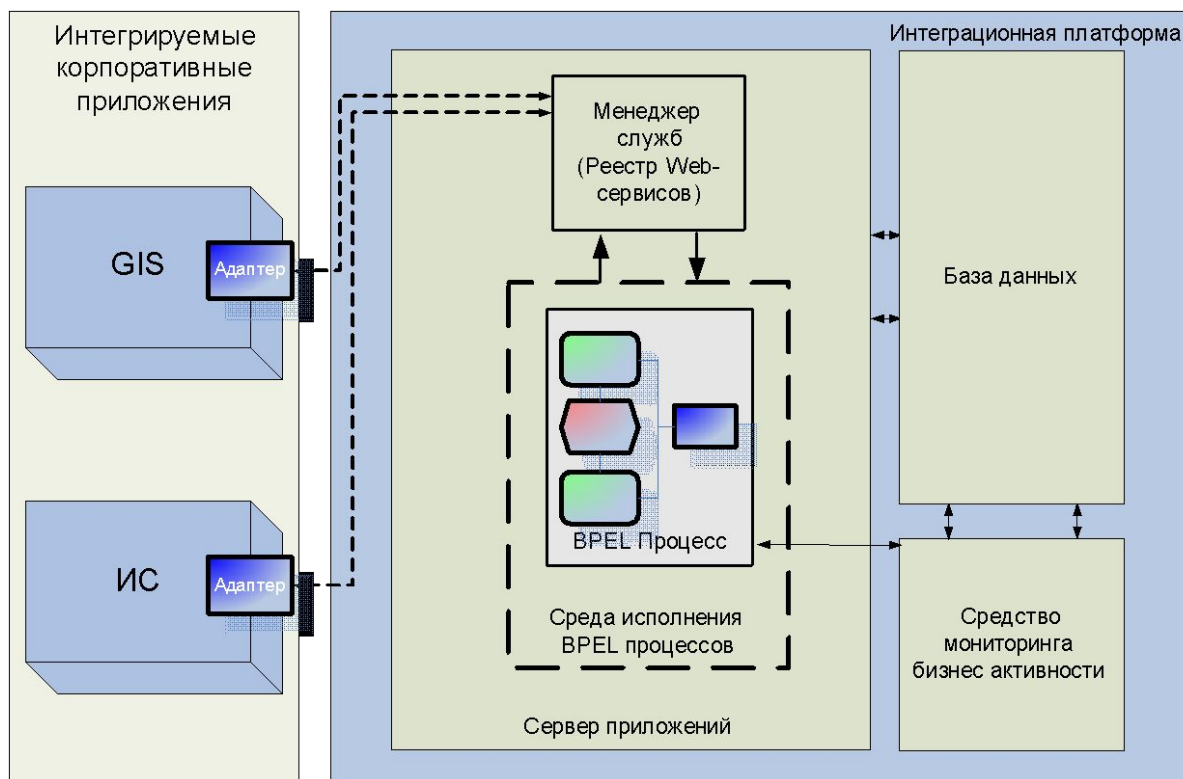 Интегрируемые
корпоративные
приложения
GIS
Адаптер
ИС
Адаптер
Интеграционная платформа
Менеджер
служб
(Реестр Web-
сервисов)
BPEL Процесс
Среда исполнения
BPEL процессов
Сервер приложений
База данных
Средство
мониторинга
бизнес активности